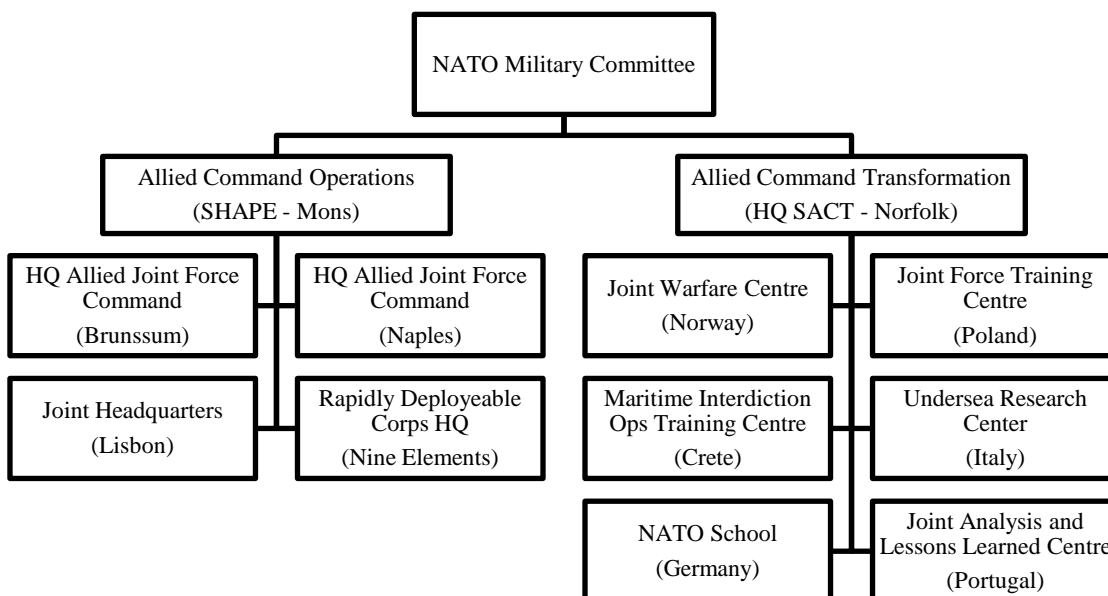 NATO Military Committee
Allied Command Operations
(SHAPE - Mons)
Allied Command Transformation
(HQ SACT - Norfolk)
HQ Allied Joint Force
Command
(Brunssum)
HQ Allied Joint Force
Command
(Naples)
Joint Warfare Centre
(Norway)
Joint Force Training
Centre
(Poland)
Joint Headquarters
(Lisbon)
Rapidly Deployeable
Corps HQ
(Nine Elements)
Maritime Interdiction
Ops Training Centre
(Crete)
Undersea Research
Center
(Italy)
NATO School
(Germany)
Joint Analysis and
Lessons Learned Centre
(Portugal)